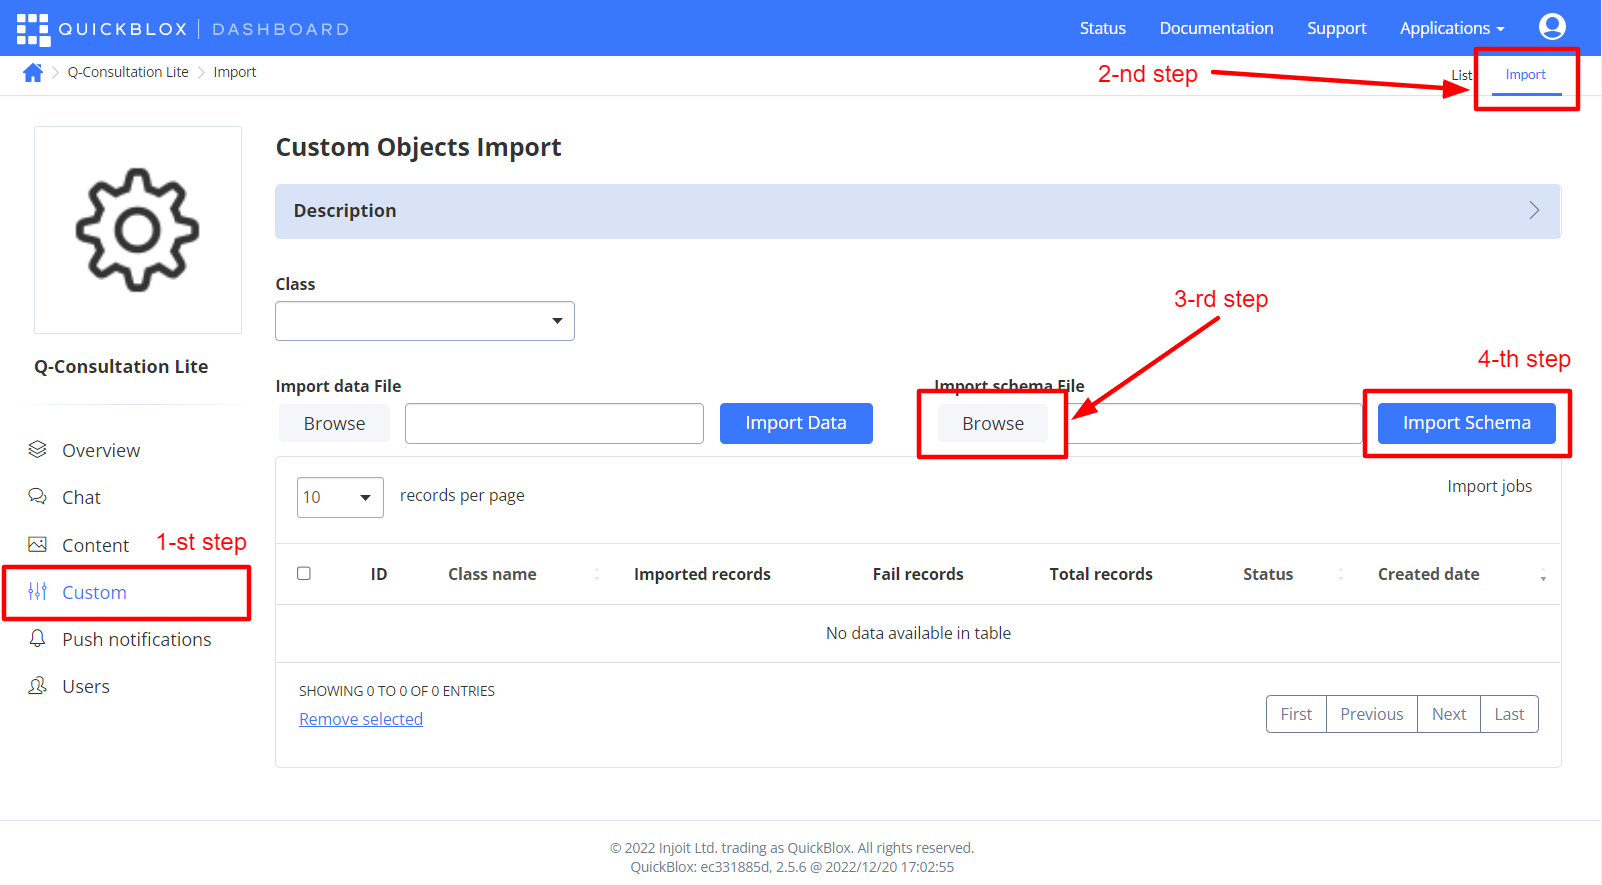 QUICKBLOX | DASHBOARD
Status Documentation Support Applications
Q-Consultation Lite Import
2-nd step
List Import
Custom Objects Import
Description
Class
3-rd step
4-th step
Q-Consultation Lite
Import data File Import schema File
Browse Import Data Browse Import Schema
10 records per page Import jobs
Overview
Chat
Content 1-st step
Custom
Push notifications
Users
ID Class name Imported records Fail records Total records Status Created date
No data available in table
SHOWING 0 TO 0 OF 0 ENTRIES
Remove selected
First Previous Next Last
© 2022 Injoit Ltd. trading as QuickBlox. All rights reserved.
QuickBlox: ec331885d, 2.5.6 @ 2022/12/20 17:02:55